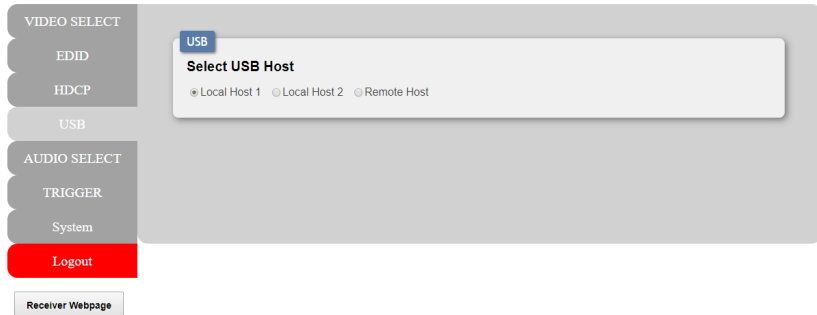 VIDEO SELECT
EDID
HDCP
USB
AUDIO SELECT
TRIGGER
System
Logout
Receiver Webpage
USB
Select USB Host
Local Host 1 Local Host 2 Remote Host